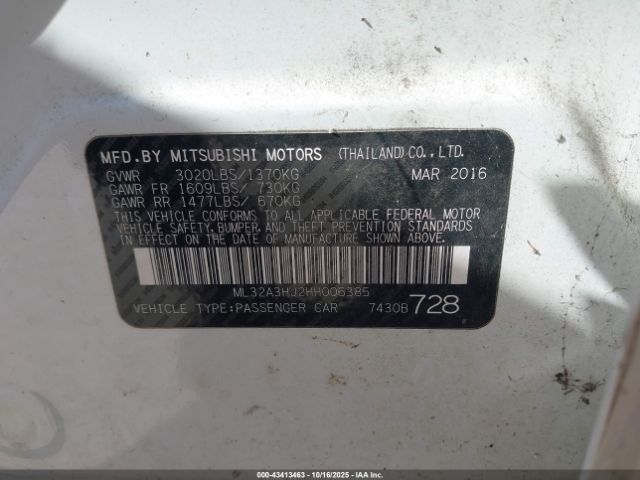 MFD.BY MITSUBISHI MOTORS (THAILAND)CO.,LTD.
GVWR 3020LBS/1370KG MAR 2016
GAWR FR 1609LBS/ 730KG
GAWR RR 1477LBS/ 670KG
THIS VEHICLE CONFORMS TO ALL APPLICABLE FEDERAL MOTOR
VEHICLE SAFETY, BUMPER, AND THEFT PREVENTION STANDARDS
IN EFFECT ON THE DATE OF MANUFACTURE SHOWN ABOVE.
ML32A3HJ2HH006385
VEHICLE TYPE:PASSENGER CAR 7430B 728
000-43413463 - 10/16/2025 - IAAI.COM